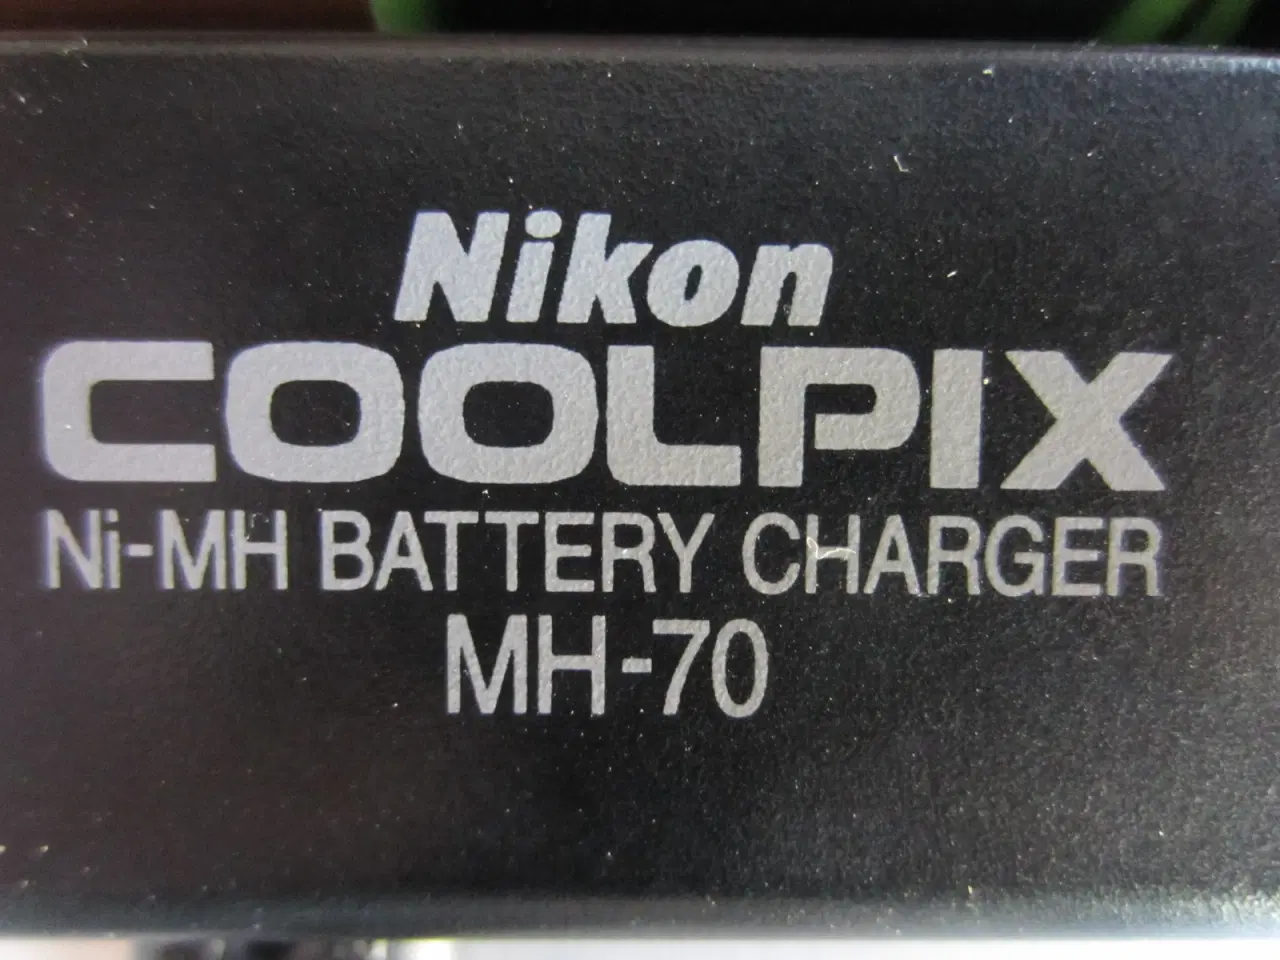 Nikon
COOLPIX
Ni-MH BATTERY CHARGER
MH-70